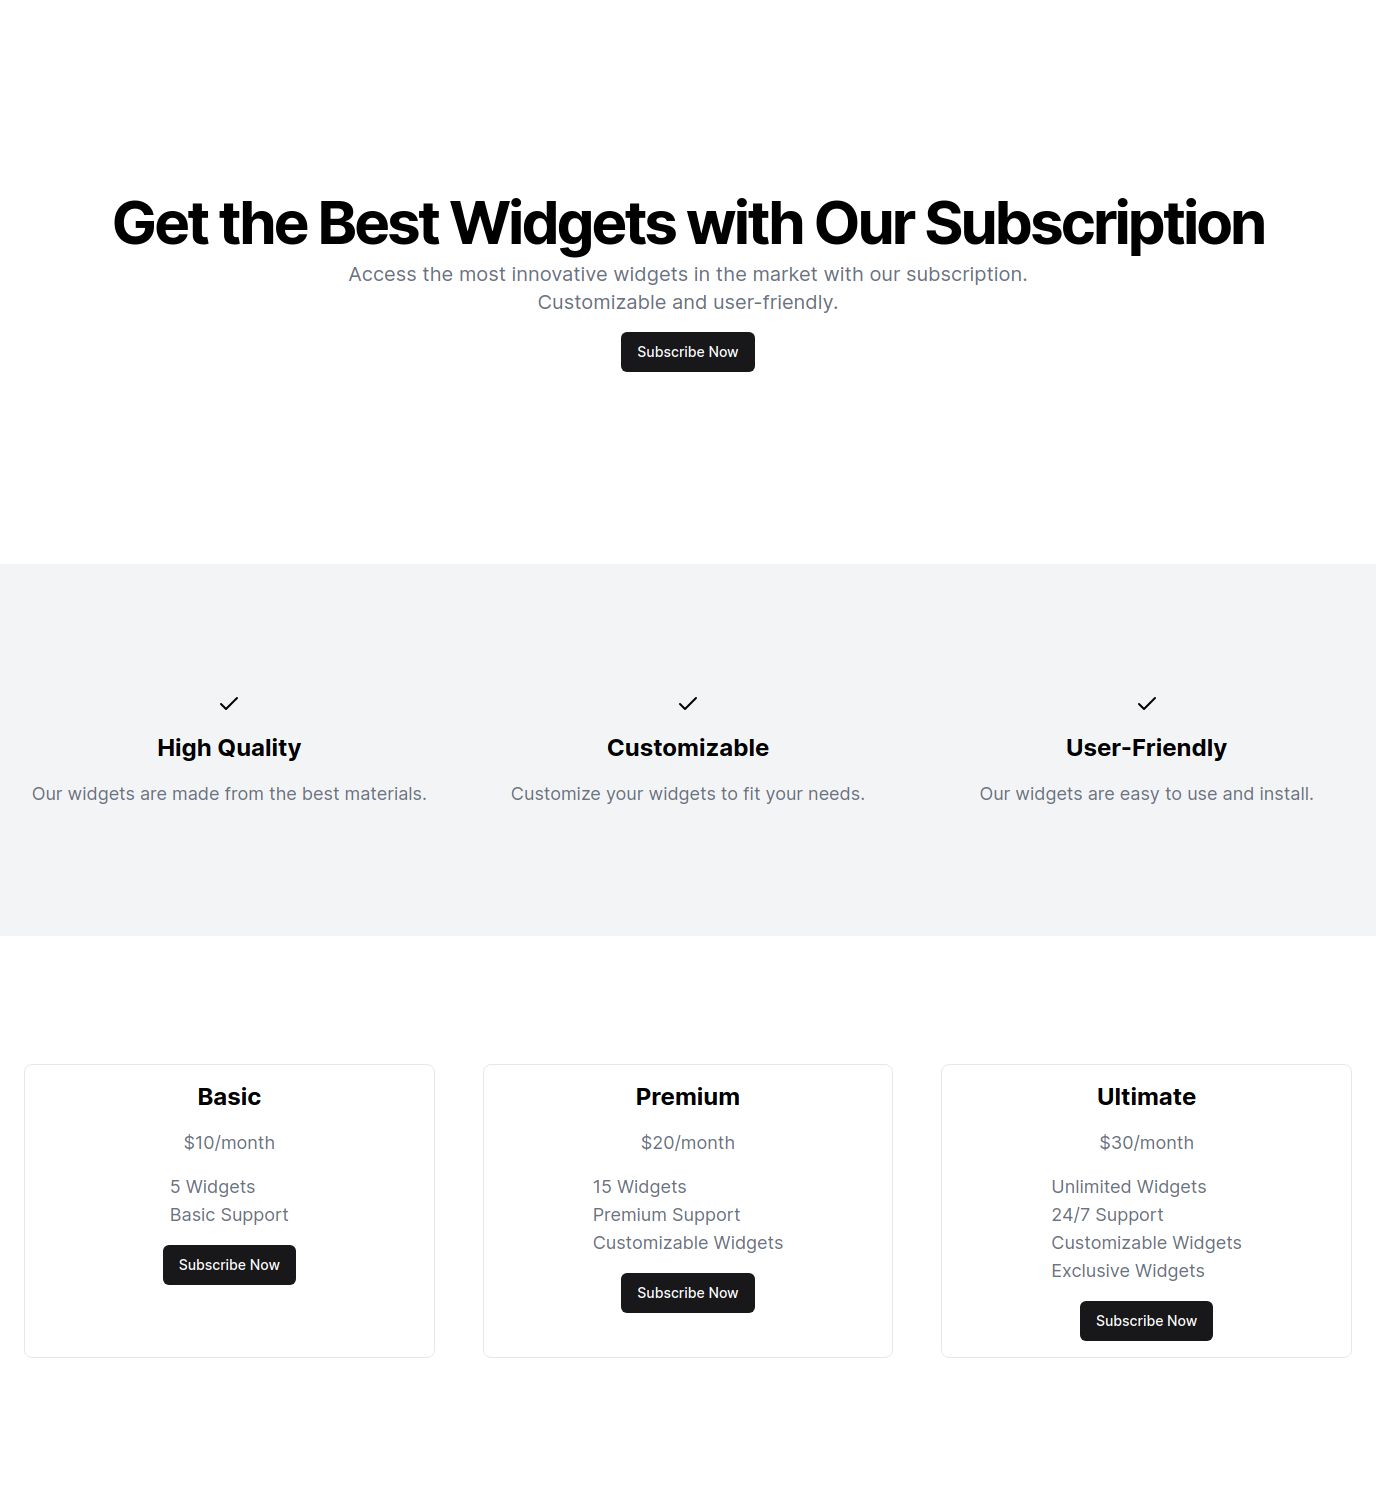 Get the Best Widgets with Our Subscription
Access the most innovative widgets in the market with our subscription.
Customizable and user-friendly.
Subscribe Now
High Quality
Our widgets are made from the best materials.
Customizable
Customize your widgets to fit your needs.
User-Friendly
Our widgets are easy to use and install.
Basic
$10/month
5 Widgets
Basic Support
Subscribe Now
Premium
$20/month
15 Widgets
Premium Support
Customizable Widgets
Subscribe Now
Ultimate
$30/month
Unlimited Widgets
24/7 Support
Customizable Widgets
Exclusive Widgets
Subscribe Now